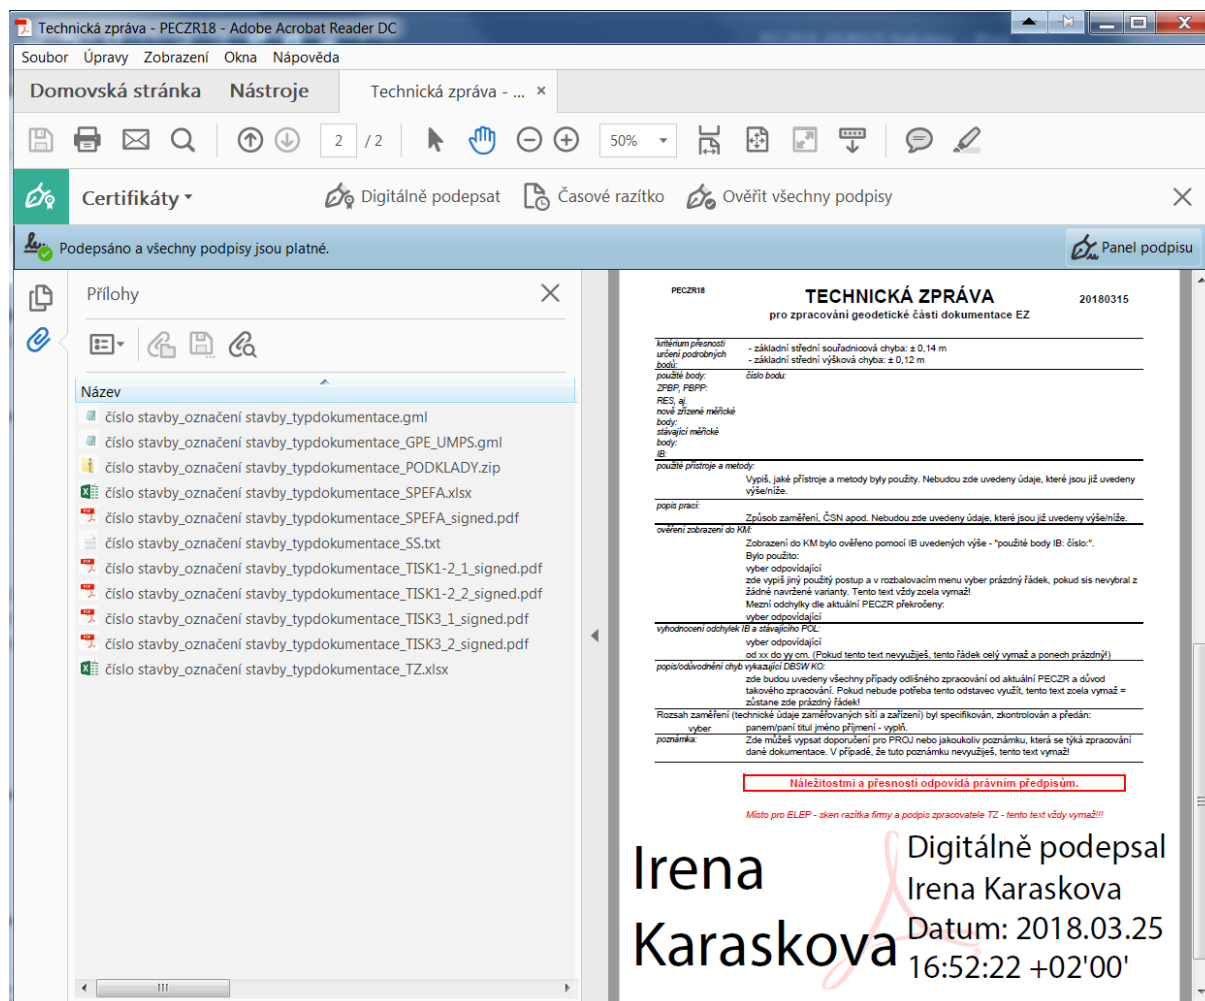 Technická zpráva - PECZR18 - Adobe Acrobat Reader DC
Soubor Úpravy Zobrazení Okna Nápověda
Domovská stránka Nástroje Technická zpráva - ... ×
2 / 2 50%
Certifikáty Digitálně podepsat Časové razítko Ověřit všechny podpisy
Podepsáno a všechny podpisy jsou platné. Panel podpisu
Přílohy
Název
číslo stavby_označení stavby_typdokumentace.gml
číslo stavby_označení stavby_typdokumentace_GPE_UMPS.gml
číslo stavby_označení stavby_typdokumentace_PODKLADY.zip
číslo stavby_označení stavby_typdokumentace_SPEFA.xlsx
číslo stavby_označení stavby_typdokumentace_SPEFA_signed.pdf
číslo stavby_označení stavby_typdokumentace_SS.txt
číslo stavby_označení stavby_typdokumentace_TISK1-2_1_signed.pdf
číslo stavby_označení stavby_typdokumentace_TISK1-2_2_signed.pdf
číslo stavby_označení stavby_typdokumentace_TISK3_1_signed.pdf
číslo stavby_označení stavby_typdokumentace_TISK3_2_signed.pdf
číslo stavby_označení stavby_typdokumentace_TZ.xlsx
PECZR18 TECHNICKÁ ZPRÁVA 20180315
pro zpracování geodetické části dokumentace EZ
kritérium přesnosti
určení podrobných
bodů:
- základní střední souřadnicová chyba: ± 0,14 m
- základní střední výšková chyba: ± 0,12 m
použité body: číslo bodu:
ZPBP, PBPP:
RES, aj.
nově zřízené měřické
body:
stávající měřické
body:
IB:
použité přístroje a metody:
Vypiš, jaké přístroje a metody byly použity. Nebudou zde uvedeny údaje, které jsou již uvedeny
výše/níže.
popis prací:
Způsob zaměření, ČSN apod. Nebudou zde uvedeny údaje, které jsou již uvedeny výše/níže.
ověření zobrazení do KM:
Zobrazení do KM bylo ověřeno pomocí IB uvedených výše - "použité body IB: číslo:".
Bylo použito:
vyber odpovídající
zde vypiš jiný použitý postup a v rozbalovacím menu vyber prázdný řádek, pokud sis nevybral z
žádné navržené varianty. Tento text vždy zcela vymaž!
Mezní odchylky dle aktuální PECZR překročeny:
vyber odpovídající
vyhodnocení odchylek IB a stávajícího POL:
vyber odpovídající
od xx do yy cm. (Pokud tento text nevyužiješ, tento řádek celý vymaž a ponech prázdný!)
popis/odůvodnění chyb vykazující DBSW KO:
zde budou uvedeny všechny případy odlišného zpracování od aktuální PECZR a důvod
takového zpracování. Pokud nebude potřeba tento odstavec využít, tento text zcela vymaž =
zůstane zde prázdný řádek!
Rozsah zaměření (technické údaje zaměřovaných sítí a zařízení) byl specifikován, zkontrolován a předán:
vyber panem/paní titul jméno příjmení - vyplň.
poznámka: Zde můžeš vypsat doporučení pro PROJ nebo jakoukoliv poznámku, která se týká zpracování
dané dokumentace. V případě, že tuto poznámku nevyužiješ, tento text vymaž!
Náležitostmi a přesností odpovídá právním předpisům.
Místo pro ELEP - sken razítka firmy a podpis zpracovatele TZ - tento text vždy vymaž!!!
Irena
Karaskova
Digitálně podepsal
Irena Karaskova
Datum: 2018.03.25
16:52:22 +02'00'